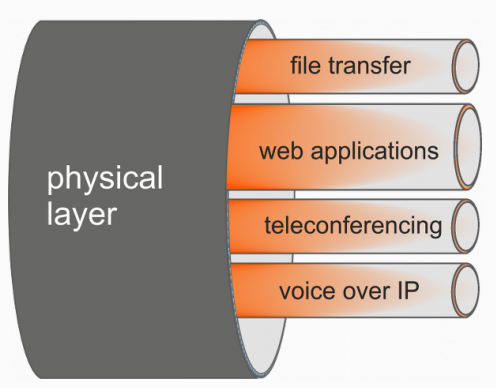 file transfer
web applications
physical
layer
teleconferencing
voice over IP